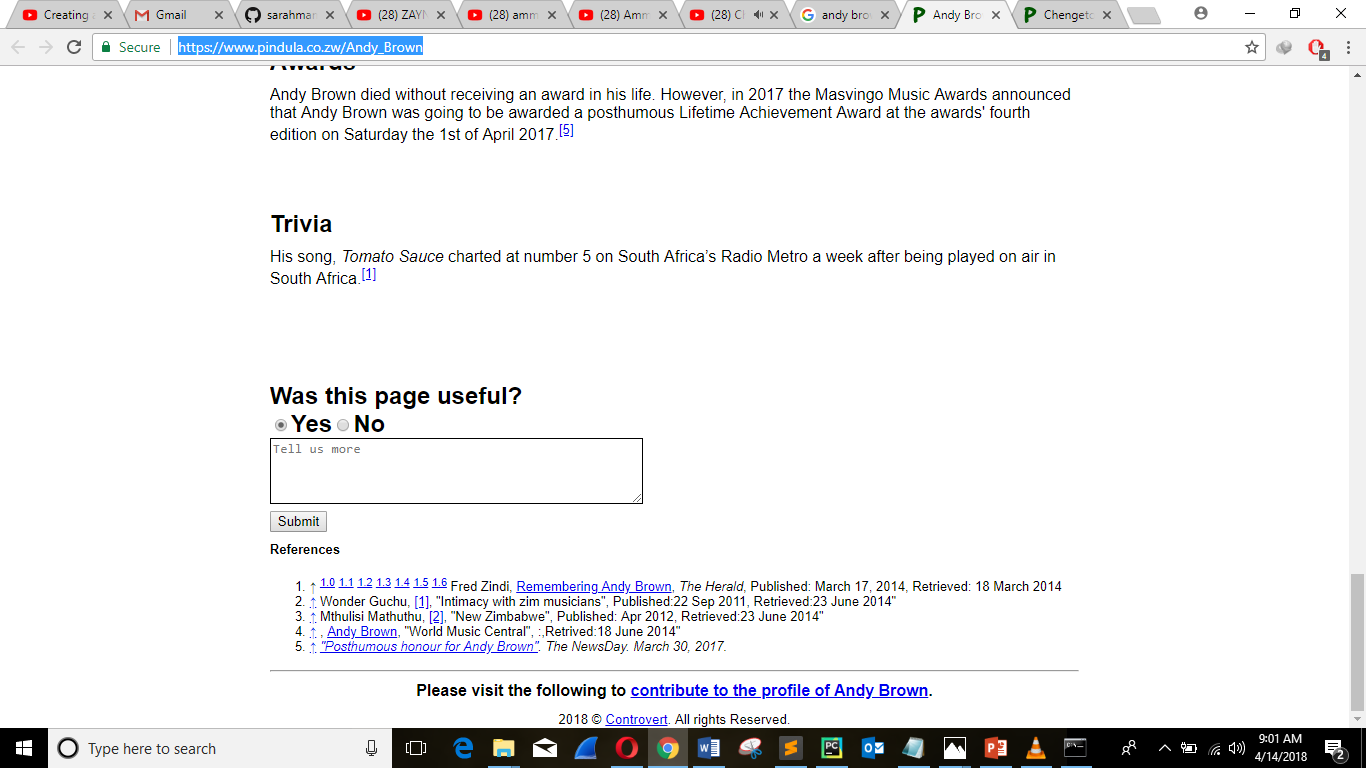 Creating
Gmail
sarahmar
(28) ZAYN
(28) amm
(28) Amm
(28) Cl
andy brow
Andy Bro
Chengeto
Secure
https://www.pindula.co.zw/Andy_Brown
4
Awards
Andy Brown died without receiving an award in his life. However, in 2017 the Masvingo Music Awards announced
that Andy Brown was going to be awarded a posthumous Lifetime Achievement Award at the awards' fourth
edition on Saturday the 1st of April 2017.[5]
Trivia
His song, Tomato Sauce charted at number 5 on South Africa's Radio Metro a week after being played on air in
South Africa.[1]
Was this page useful?
Yes No
Tell us more
Submit
References
1. ↑ 1.0 1.1 1.2 1.3 1.4 1.5 1.6 Fred Zindi, Remembering Andy Brown, The Herald, Published: March 17, 2014, Retrieved: 18 March 2014
2. ↑ Wonder Guchu, [1], "Intimacy with zim musicians", Published:22 Sep 2011, Retrieved:23 June 2014"
3. ↑ Mthulisi Mathuthu, [2], "New Zimbabwe", Published: Apr 2012, Retrieved:23 June 2014"
4. ↑ , Andy Brown, "World Music Central", :,Retrived:18 June 2014"
5. ↑ "Posthumous honour for Andy Brown". The NewsDay. March 30, 2017.
Please visit the following to contribute to the profile of Andy Brown.
2018 © Controvert. All rights Reserved.
Type here to search
9:01 AM
4/14/2018
2